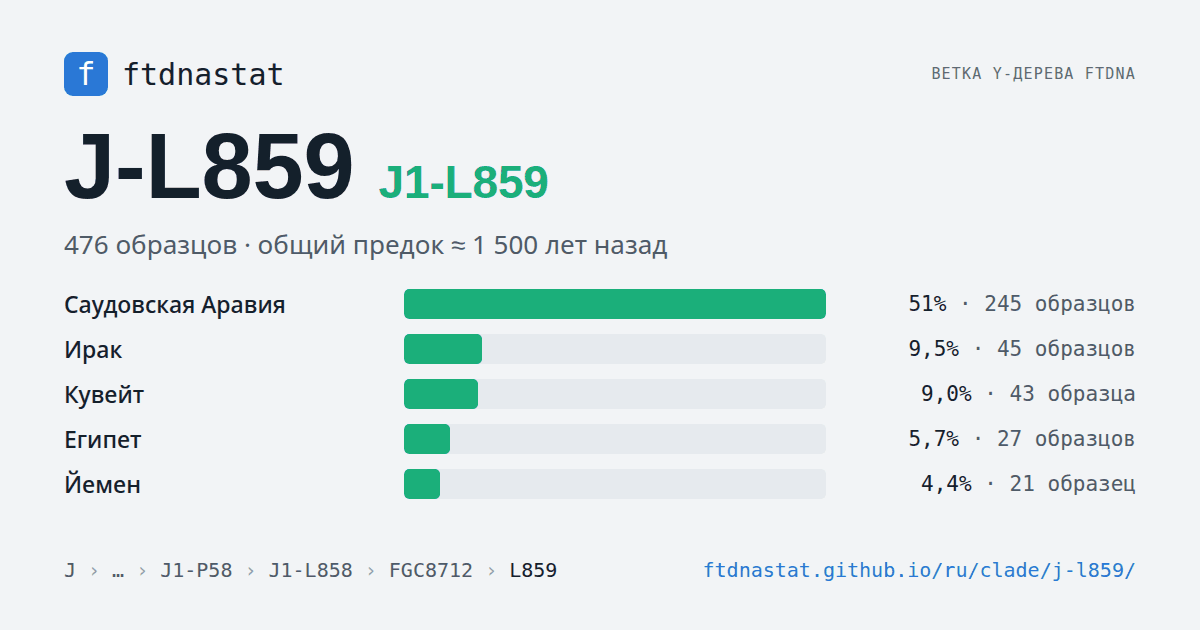 f ftdnastat
ВЕТКА Y-ДЕРЕВА FTDNA
J-L859 J1-L859
476 образцов · общий предок ≈ 1 500 лет назад
Саудовская Аравия 51% · 245 образцов
Ирак 9,5% · 45 образцов
Кувейт 9,0% · 43 образца
Египет 5,7% · 27 образцов
Йемен 4,4% · 21 образец
J › … › J1-P58 › J1-L858 › FGC8712 › L859
ftdnastat.github.io/ru/clade/j-l859/